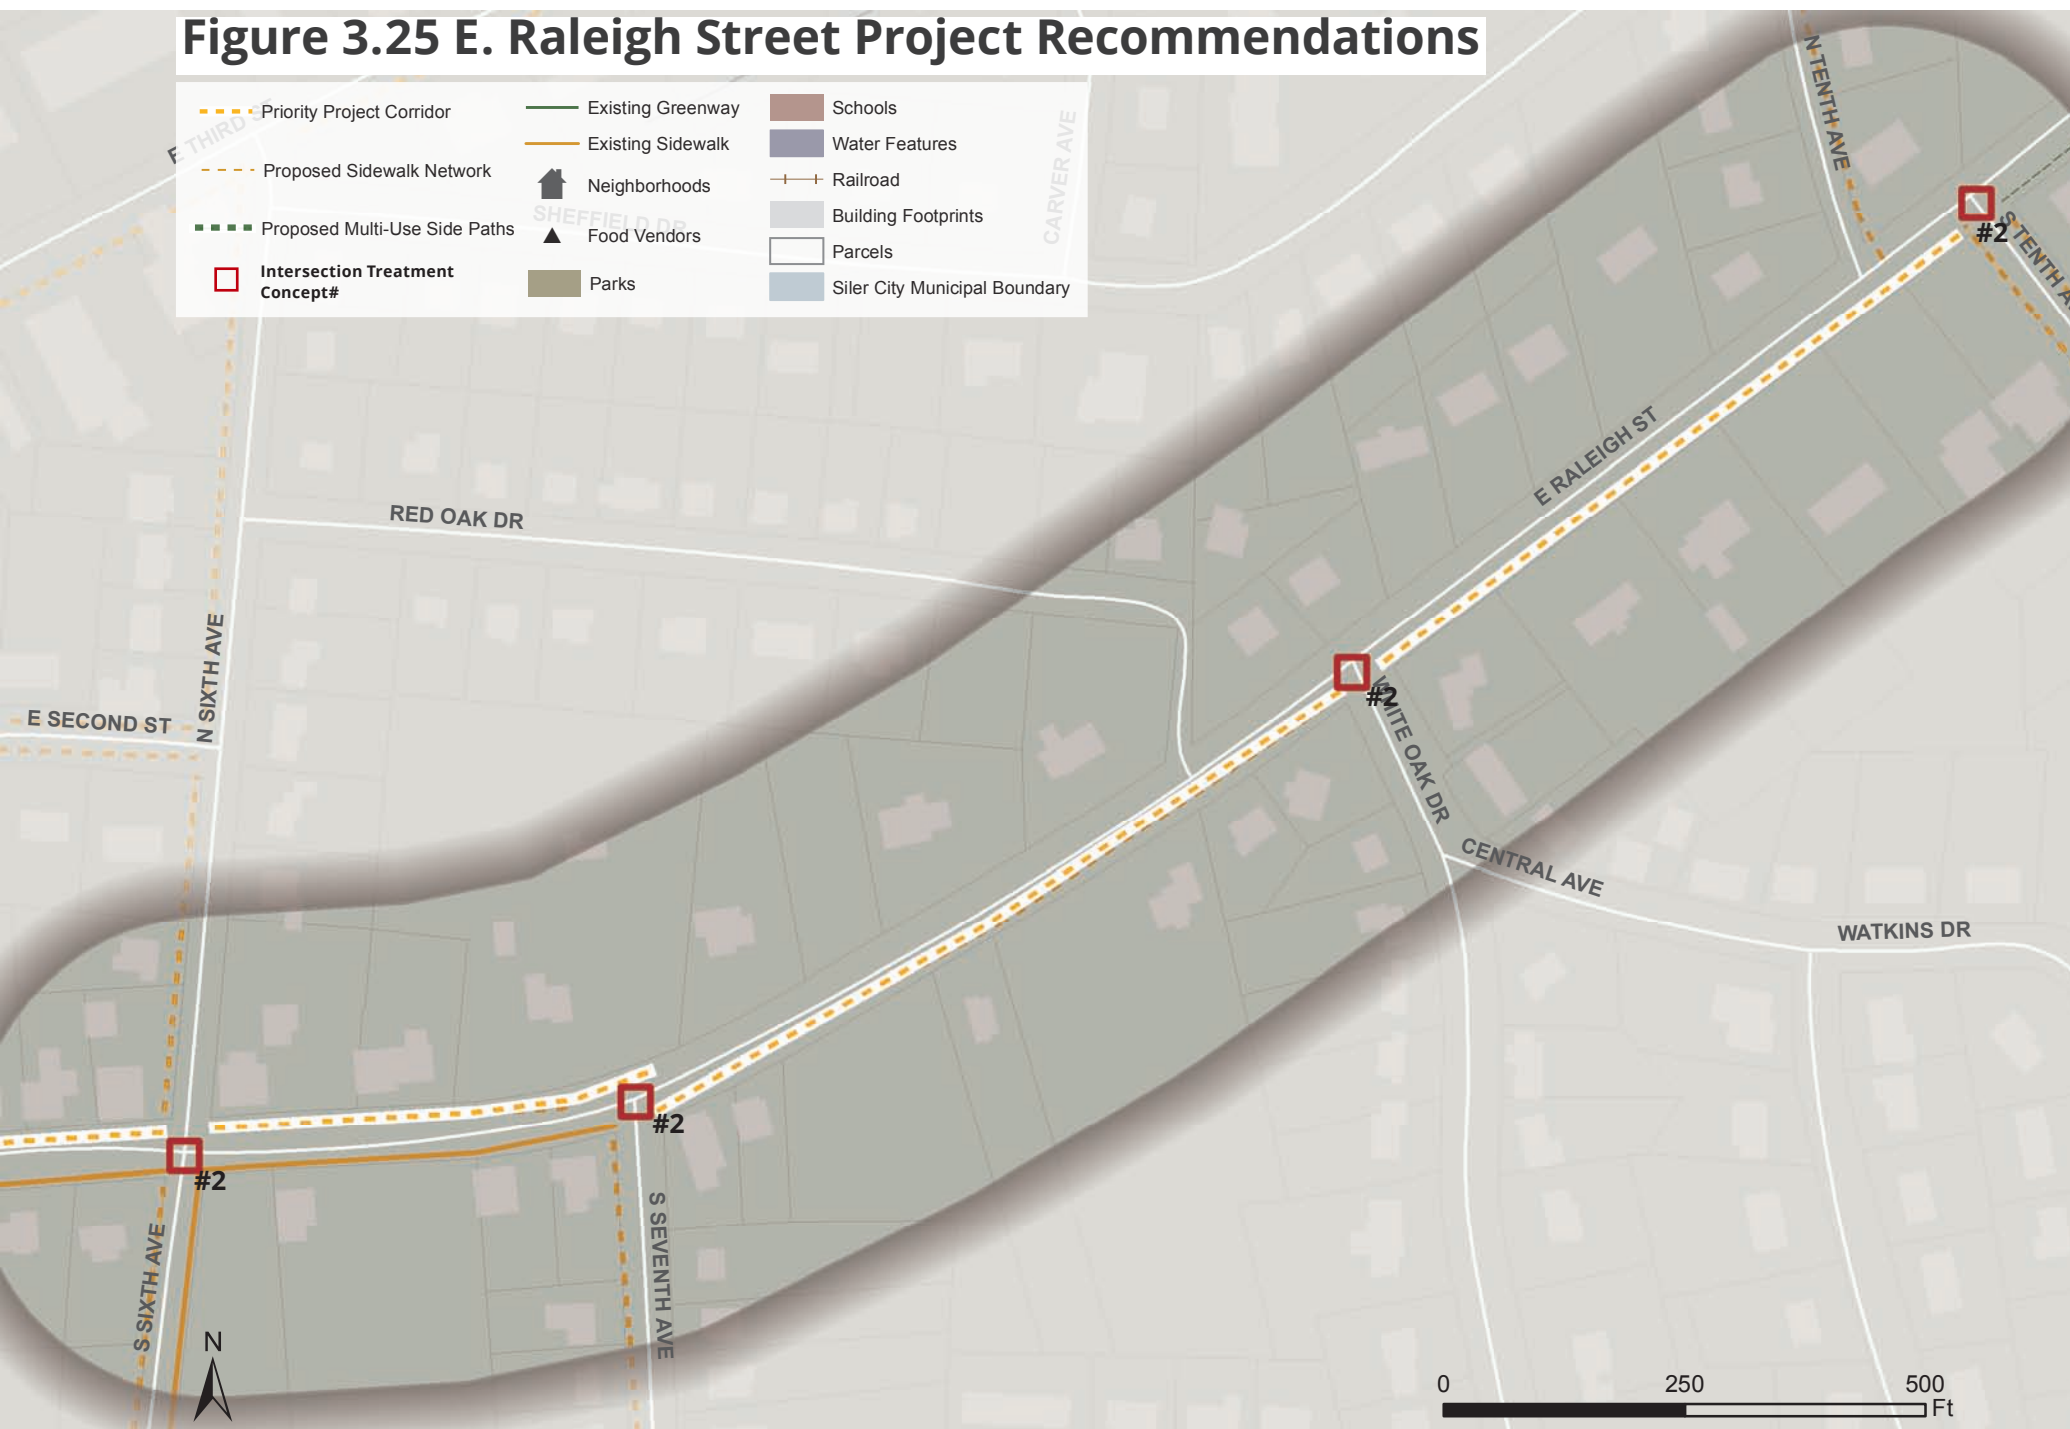 Figure 3.25 E. Raleigh Street Project Recommendations
Priority Project Corridor
Proposed Sidewalk Network
Proposed Multi-Use Side Paths
Intersection Treatment
Concept#
Existing Greenway
Existing Sidewalk
Neighborhoods
Food Vendors
Parks
Schools
Water Features
Railroad
Building Footprints
Parcels
Siler City Municipal Boundary
E THIRD ST
SHEFFIELD DR
CARVER AVE
N TENTH AVE
#2
S TENTH A
E RALEIGH ST
RED OAK DR
N SIXTH AVE
E SECOND ST
#2
WHITE OAK DR
CENTRAL AVE
WATKINS DR
#2
#2
S SEVENTH AVE
S SIXTH AVE
N
0 250 500
Ft